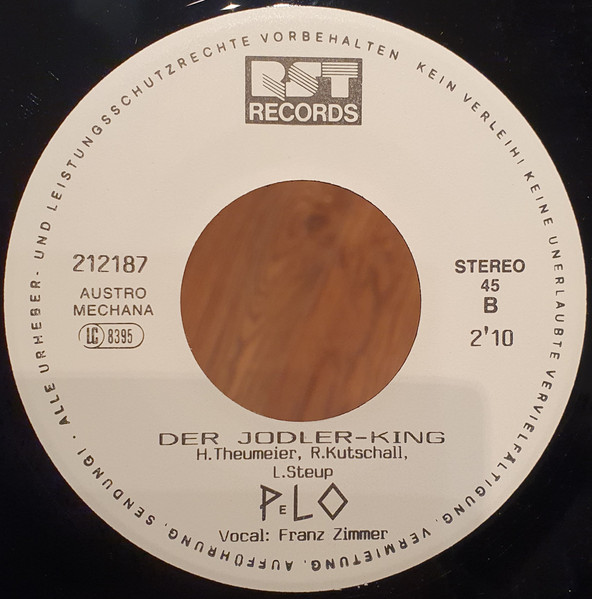 ALLE URHEBER- UND LEISTUNGSSCHUTZRECHTE VORBEHALTEN KEIN VERLEIH! KEINE UNERLAUBTE VERVIELFÄLTIGUNG, VERMIETUNG, AUFFÜHRUNG, SENDUNG! ·
RST
RECORDS
212187
AUSTRO
MECHANA
LC 8395
STEREO
45
B
2'10
DER JODLER-KING
H.Theumeier, R.Kutschall,
L.Steup
PeLO
Vocal: Franz Zimmer